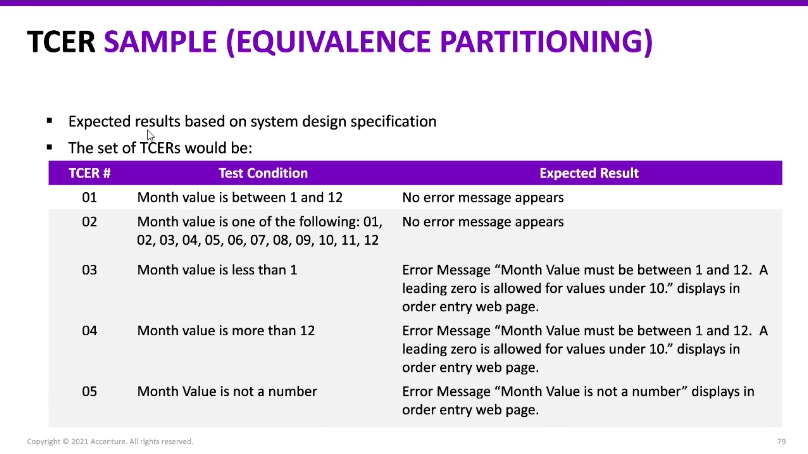 TCER SAMPLE (EQUIVALENCE PARTITIONING)
▪ Expected results based on system design specification
▪ The set of TCERs would be:
TCER # Test Condition Expected Result
01 Month value is between 1 and 12 No error message appears
02 Month value is one of the following: 01, No error message appears
02, 03, 04, 05, 06, 07, 08, 09, 10, 11, 12
03 Month value is less than 1 Error Message “Month Value must be between 1 and 12. A
leading zero is allowed for values under 10.” displays in
order entry web page.
04 Month value is more than 12 Error Message “Month Value must be between 1 and 12. A
leading zero is allowed for values under 10.” displays in
order entry web page.
05 Month Value is not a number Error Message “Month Value is not a number” displays in
order entry web page.
Copyright © 2021 Accenture. All rights reserved. 79